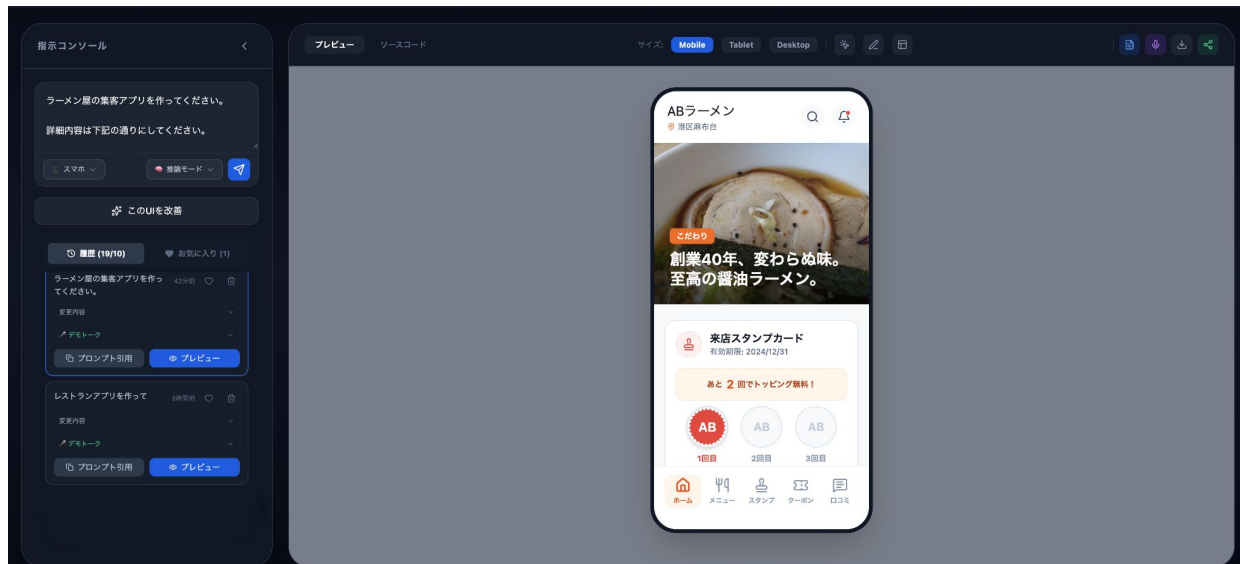 指示コンソール
ラーメン屋の集客アプリを作ってください。
詳細内容は下記の通りにしてください。
スマホ
推論モード
このUIを改善
履歴 (19/10)
お気に入り (1)
ラーメン屋の集客アプリを作っ
てください。
42分前
変更内容
デモトーク
プロンプト引用
プレビュー
レストランアプリを作って
3時間前
変更内容
デモトーク
プロンプト引用
プレビュー
プレビュー
ソースコード
サイズ:
Mobile
Tablet
Desktop
ABラーメン
港区麻布台
こだわり
創業40年、変わらぬ味。
至高の醤油ラーメン。
来店スタンプカード
有効期限: 2024/12/31
あと 2 回でトッピング無料！
AB
AB
AB
1回目
2回目
3回目
ホーム
メニュー
スタンプ
クーポン
口コミ